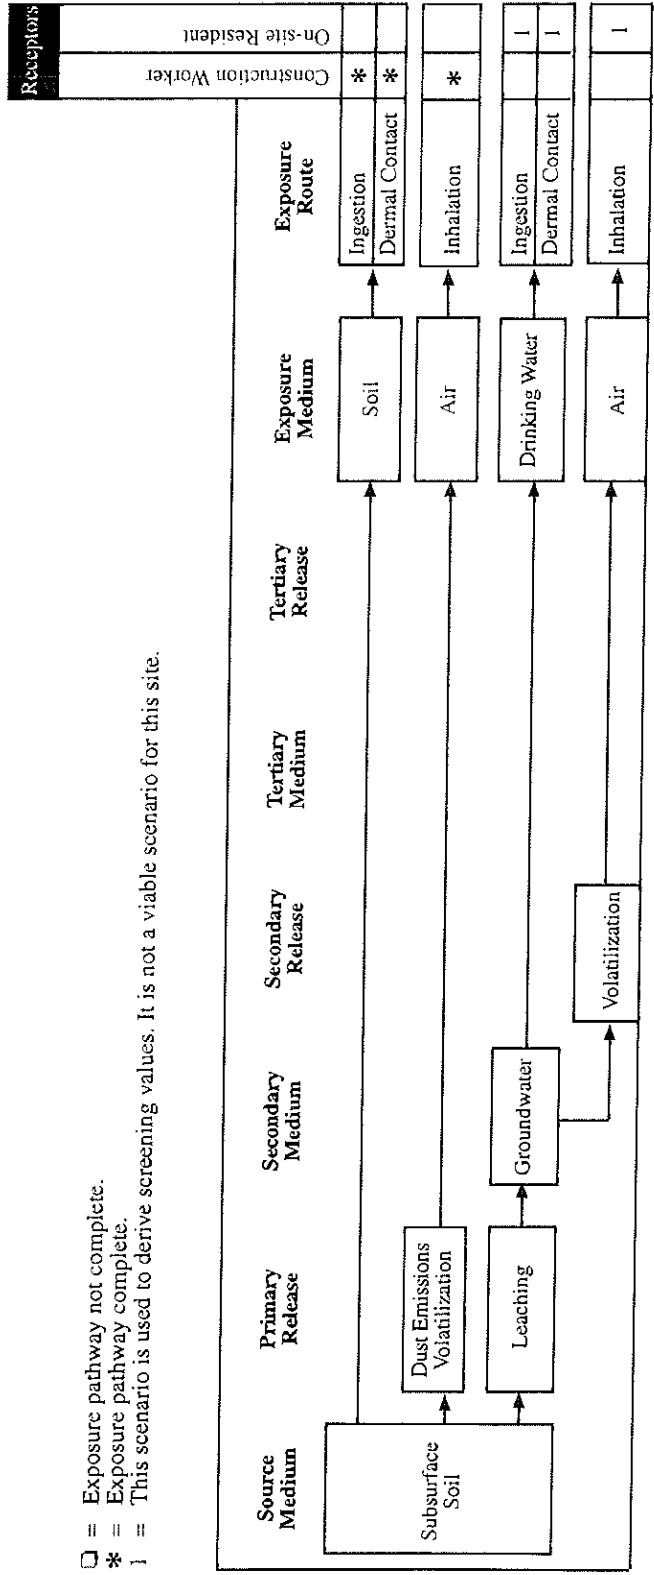 ❑ = Exposure pathway not complete.
* = Exposure pathway complete.
1 = This scenario is used to derive screening values. It is not a viable scenario for this site.
Receptors
Construction Worker
On-site Resident
Source
Medium
Primary
Release
Secondary
Medium
Secondary
Release
Tertiary
Medium
Tertiary
Release
Exposure
Medium
Exposure
Route
Subsurface
Soil
Soil
Ingestion
*
Dermal Contact
*
Dust Emissions
Volatilization
Air
Inhalation
*
Leaching
Groundwater
Drinking Water
Ingestion
1
Dermal Contact
1
Volatilization
Air
Inhalation
1